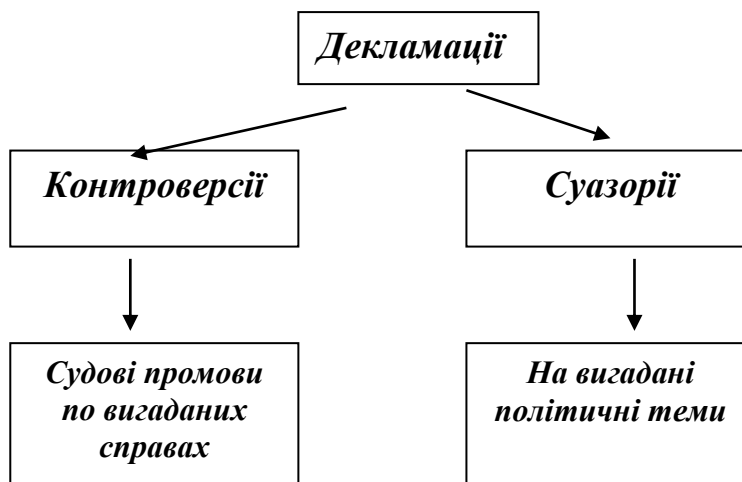 Декламації
Контроверсії
Суазорії
Судові промови
по вигаданих
справах
На вигадані
політичні теми